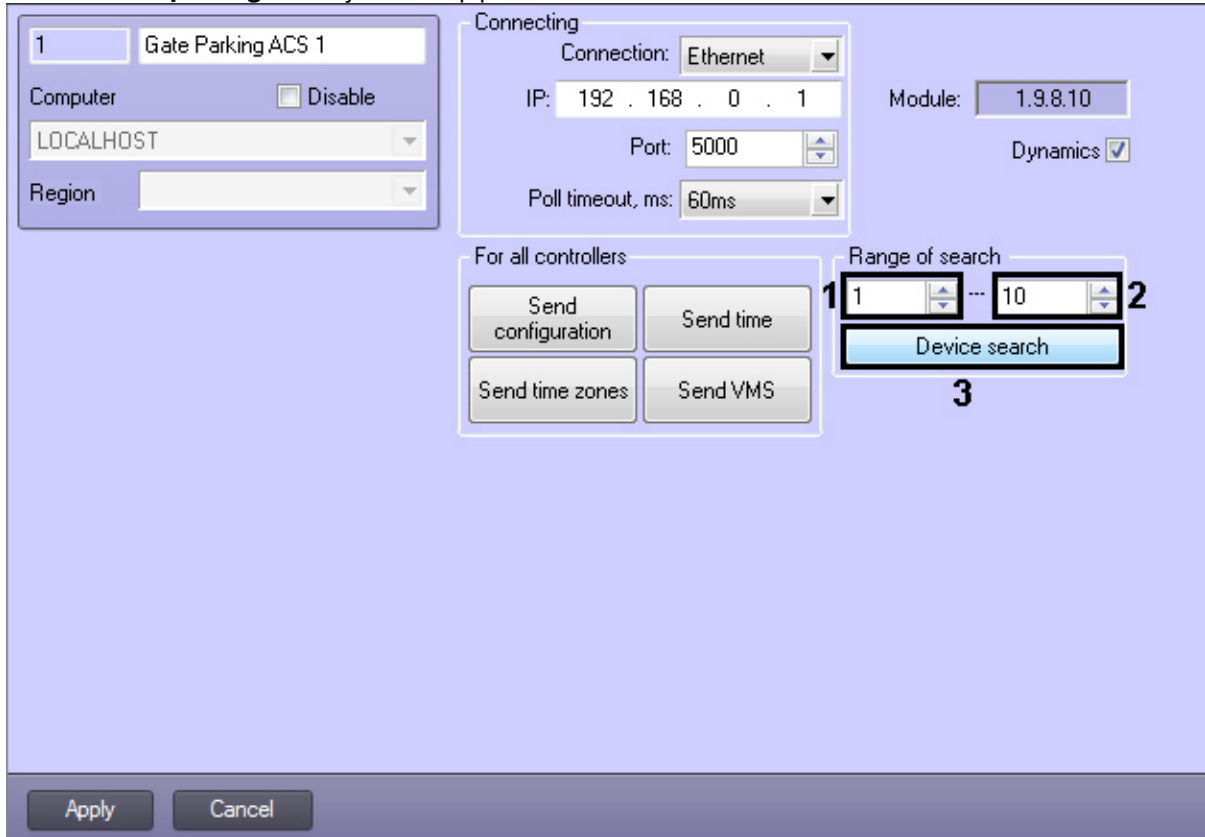 1 Gate Parking ACS 1
Computer Disable
LOCALHOST
Region
Connecting
Connection: Ethernet
IP: 192 . 168 . 0 . 1
Port: 5000
Poll timeout, ms: 60ms
Module: 1.9.8.10
Dynamics
For all controllers
Send configuration
Send time
Send time zones
Send VMS
Range of search
1 1 --- 10 2
Device search
3
Apply Cancel